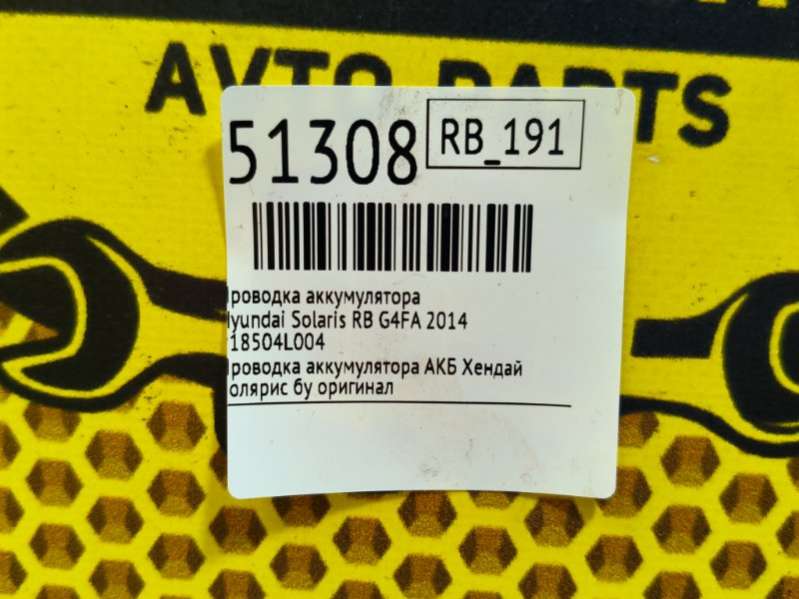 AVTO PARTS
51308
RB_191
роводка аккумулятора
yundai Solaris RB G4FA 2014
18504L004
роводка аккумулятора АКБ Хендай
олярис бу оригинал